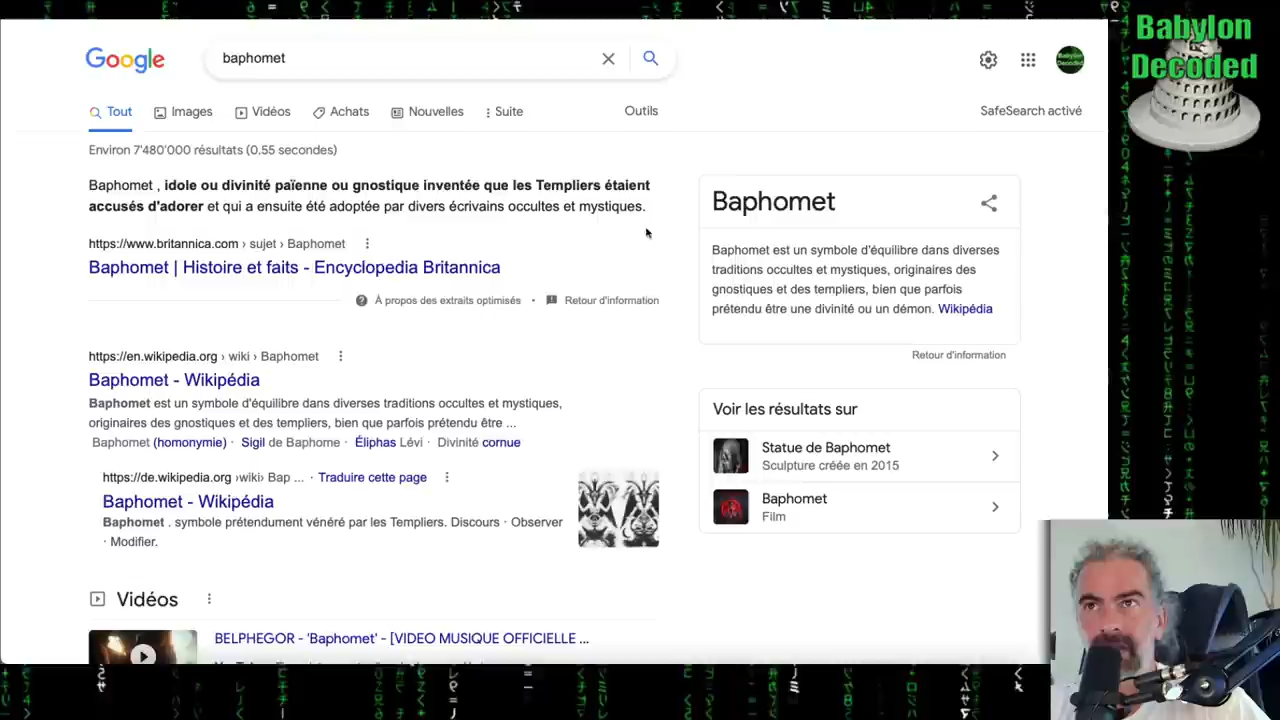 Babylon
Decoded
Google
baphomet
Tout
Images
Vidéos
Achats
Nouvelles
Suite
Outils
SafeSearch activé
Environ 7'480'000 résultats (0.55 secondes)
Baphomet , idole ou divinité païenne ou gnostique inventée que les Templiers étaient
accusés d'adorer et qui a ensuite été adoptée par divers écrivains occultes et mystiques.
https://www.britannica.com › sujet › Baphomet
Baphomet | Histoire et faits - Encyclopedia Britannica
À propos des extraits optimisés • Retour d'information
https://en.wikipedia.org › wiki › Baphomet
Baphomet - Wikipédia
Baphomet est un symbole d'équilibre dans diverses traditions occultes et mystiques,
originaires des gnostiques et des templiers, bien que parfois prétendu être ...
Baphomet (homonymie) · Sigil de Baphome · Éliphas Lévi · Divinité cornue
https://de.wikipedia.org ›wiki› Bap ... · Traduire cette page
Baphomet - Wikipédia
Baphomet . symbole prétendument vénéré par les Templiers. Discours · Observer
· Modifier.
Vidéos
BELPHEGOR - 'Baphomet' - [VIDEO MUSIQUE OFFICIELLE ...
Baphomet
Baphomet est un symbole d'équilibre dans diverses
traditions occultes et mystiques, originaires des
gnostiques et des templiers, bien que parfois
prétendu être une divinité ou un démon. Wikipédia
Retour d'information
Voir les résultats sur
Statue de Baphomet
Sculpture créée en 2015
Baphomet
Film